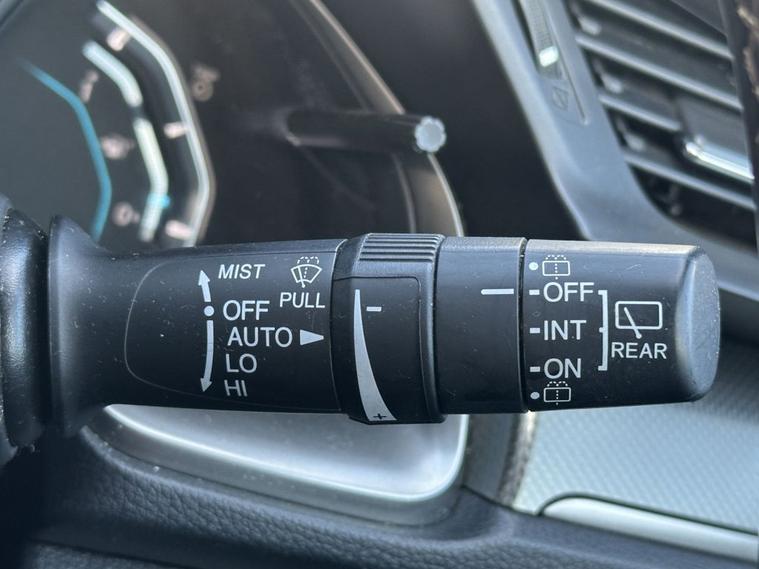 MIST
PULL
OFF
AUTO
LO
HI
-
+
OFF
INT
ON
REAR